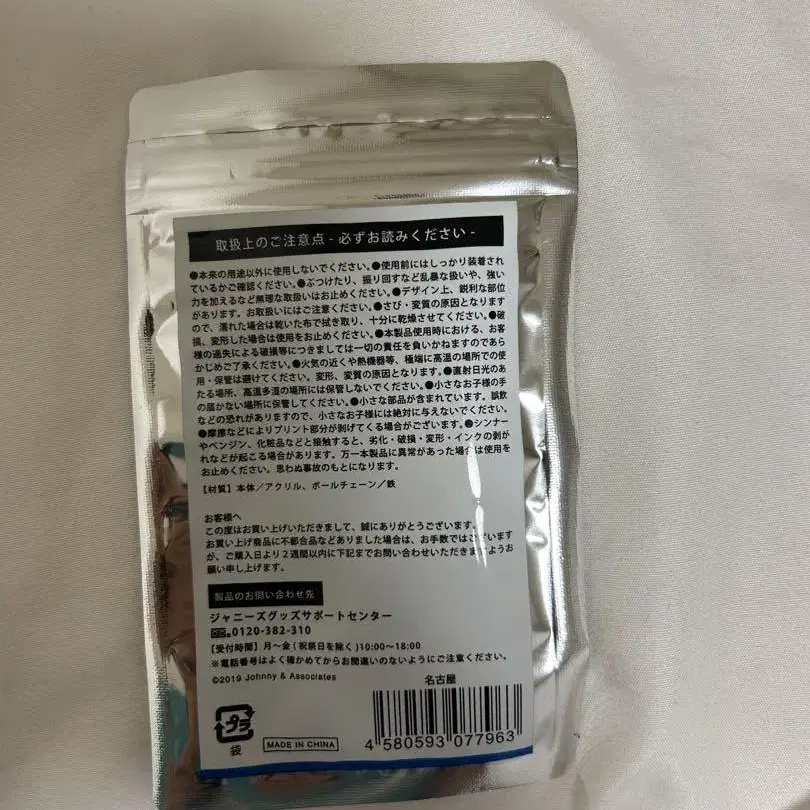 取扱上のご注意点 - 必ずお読みください -
●本来の用途以外に使用しないでください。●使用前にはしっかり装着され
ているかご確認ください。●ぶつけたり、振り回すなど乱暴な扱いや、強い
力を加えるなど無理な取扱いはお止めください。●デザイン上、鋭利な部位
があります。お取扱いにはご注意ください。●さび・変質の原因となります
ので、濡れた場合は乾いた布で拭き取り、十分に乾燥させてください。●破
損、変形した場合は使用をお止めください。●本製品使用時における、お客
様の過失による破損等につきましては一切の責任を負いかねますのであら
かじめご了承ください。●火気の近くや熱機器等、極端に高温の場所での使
用・保管は避けてください。変形、変質の原因となります。●直射日光のあ
たる場所、高温多湿の場所には保管しないでください。●小さなお子様の手
の届かない場所に保管してください。●小さな部品が含まれています。誤飲
などの恐れがありますので、小さなお子様には絶対に与えないでください。
●摩擦などによりプリント部分が剥げてくる場合がございます。●シンナー
やベンジン、化粧品などと接触すると、劣化・破損・変形・インクの剥が
れなどが起こる場合があります。万一本製品に異常があった場合は使用を
お止めください。思わぬ事故のもとになります。
【材質】本体／アクリル、ボールチェーン／鉄
お客様へ
この度はお買い上げいただきまして、誠にありがとうございます。
お買い上げ商品に不都合品などありました場合は、お手数ではございます
が、ご購入日より2週間以内に下記までお問い合わせいただきますようお
願い申し上げます。
製品のお問い合わせ先
ジャニーズグッズサポートセンター
0120-382-310
【受付時間】月～金(祝祭日を除く)10:00～18:00
※電話番号はよく確かめてからお間違いのないようにご注意ください。
©2019 Johnny & Associates
名古屋
プラ
袋
MADE IN CHINA
4 580593 077963